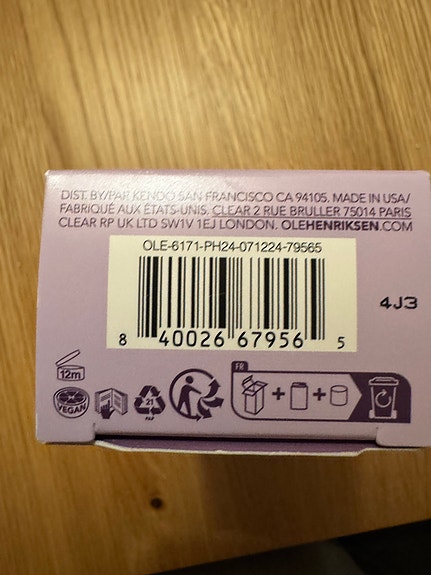 DIST. BY/PAR KENDO SAN FRANCISCO CA 94105. MADE IN USA/
FABRIQUÉ AUX ÉTATS-UNIS. CLEAR 2 RUE BRULLER 75014 PARIS
CLEAR RP UK LTD SW1V 1EJ LONDON. OLEHENRIKSEN.COM
OLE-6171-PH24-071224-79565
8 40026 67956 5
4J3
12m
VEGAN
21
PAP
FR
+ +